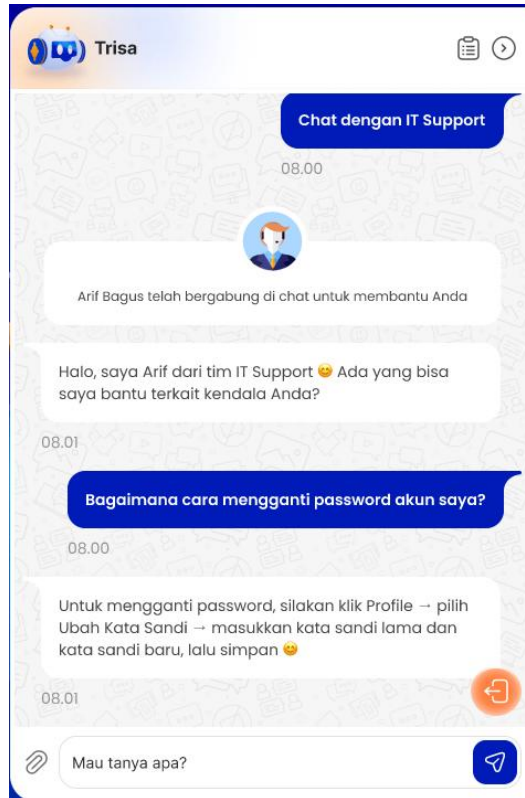 Trisa
Chat dengan IT Support
08.00
Arif Bagus telah bergabung di chat untuk membantu Anda
Halo, saya Arif dari tim IT Support 😊 Ada yang bisa
saya bantu terkait kendala Anda?
08.01
Bagaimana cara mengganti password akun saya?
08.00
Untuk mengganti password, silakan klik Profile → pilih
Ubah Kata Sandi → masukkan kata sandi lama dan
kata sandi baru, lalu simpan 😊
08.01
Mau tanya apa?